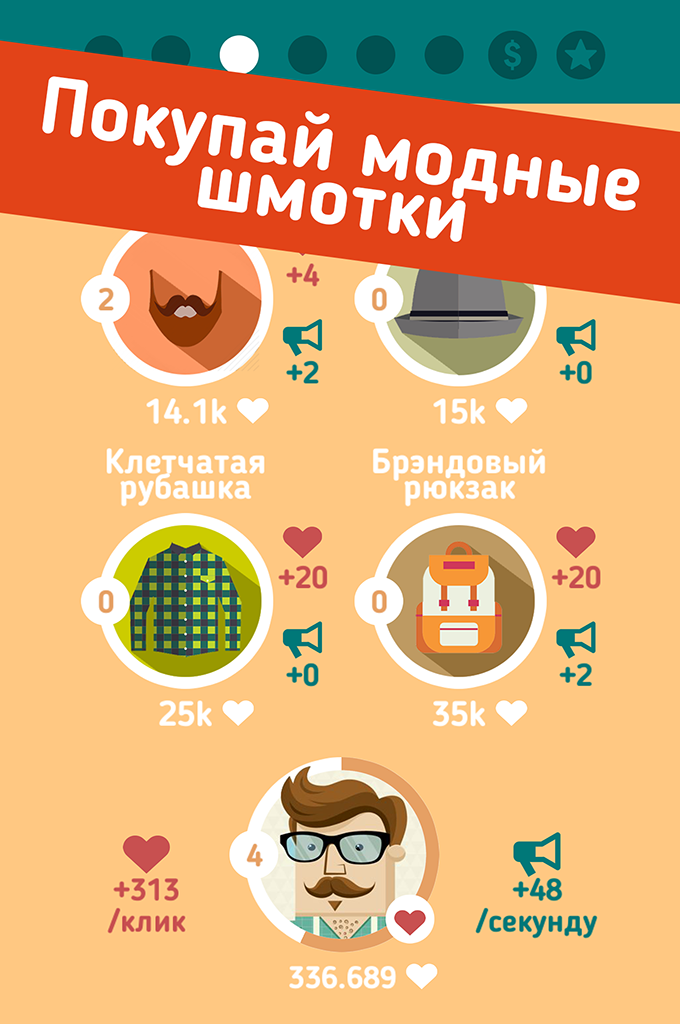 $
Покупай модные
шмотки
2
+4
+2
14.1k
0
+0
15k
Клетчатая
рубашка
0
+20
+0
25k
Брэндовый
рюкзак
0
+20
+2
35k
+313
/клик
4
336.689
+48
/секунду